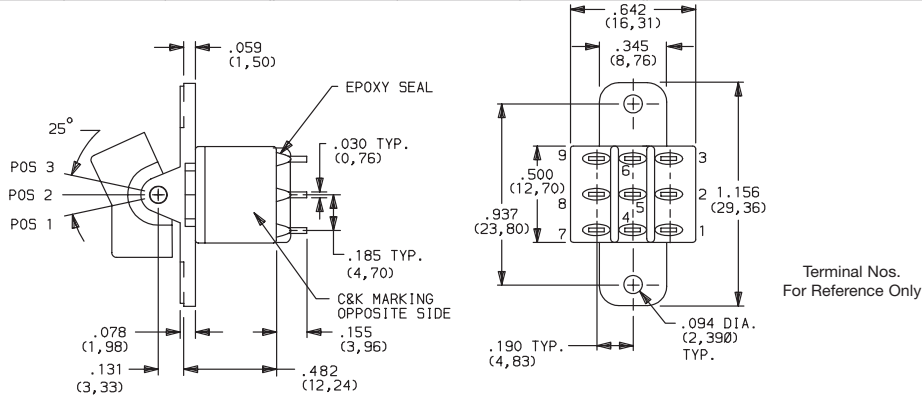 .059
(1,50)
EPOXY SEAL
25°
.030 TYP.
(0,76)
POS 3
POS 2
POS 1
.185 TYP.
(4,70)
C&K MARKING
OPPOSITE SIDE
.078
(1,98)
.155
(3,96)
.131
(3,33)
.482
(12,24)
.642
(16,31)
.345
(8,76)
9
6
3
.500
(12,70)
8
5
2
1.156
(29,36)
.937
(23,80)
7
4
1
.190 TYP.
(4,83)
.094 DIA.
(2,39Ø)
TYP.
Terminal Nos.
For Reference Only